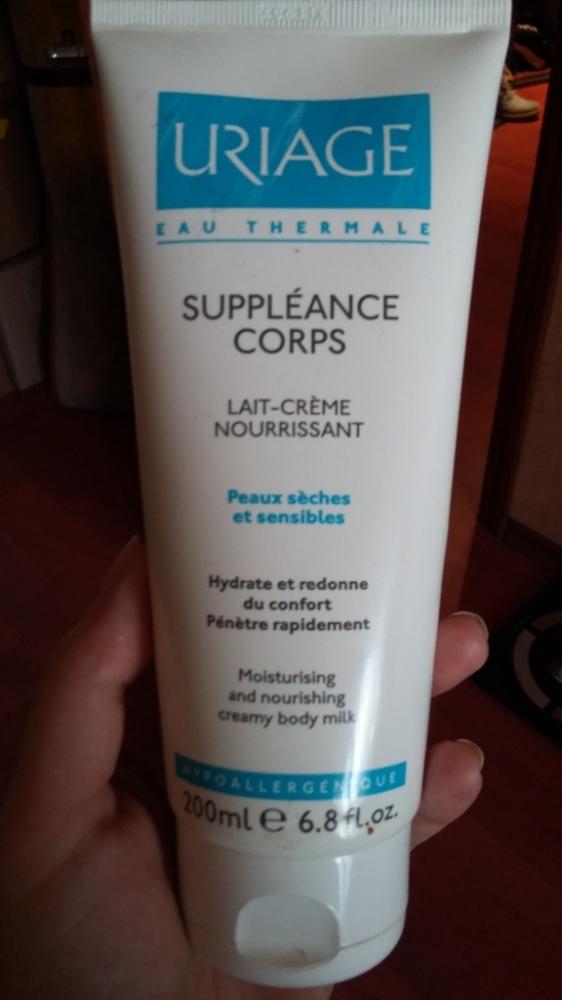 URIAGE
EAU THERMALE
SUPPLÉANCE
CORPS
LAIT-CRÈME
NOURRISSANT
Peaux sèches
et sensibles
Hydrate et redonne
du confort
Pénètre rapidement
Moisturising
and nourishing
creamy body milk
HYPOALLERGÉNIQUE
200ml e 6.8 fl.oz.